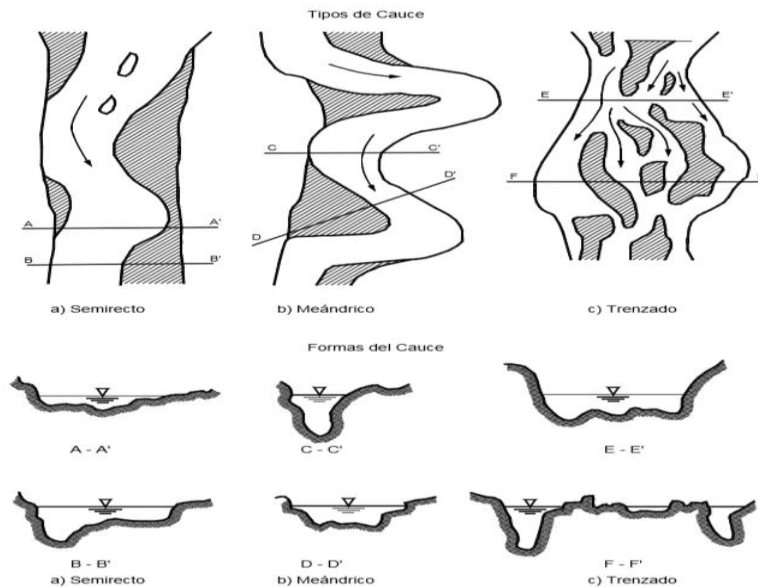 Tipos de Cauce
E E'
C C'
D'
F
A A'
D
B B'
a) Semirecto b) Meándrico c) Trenzado
Formas del Cauce
A - A' C - C' E - E'
B - B' D - D' F - F'
a) Semirecto b) Meándrico c) Trenzado